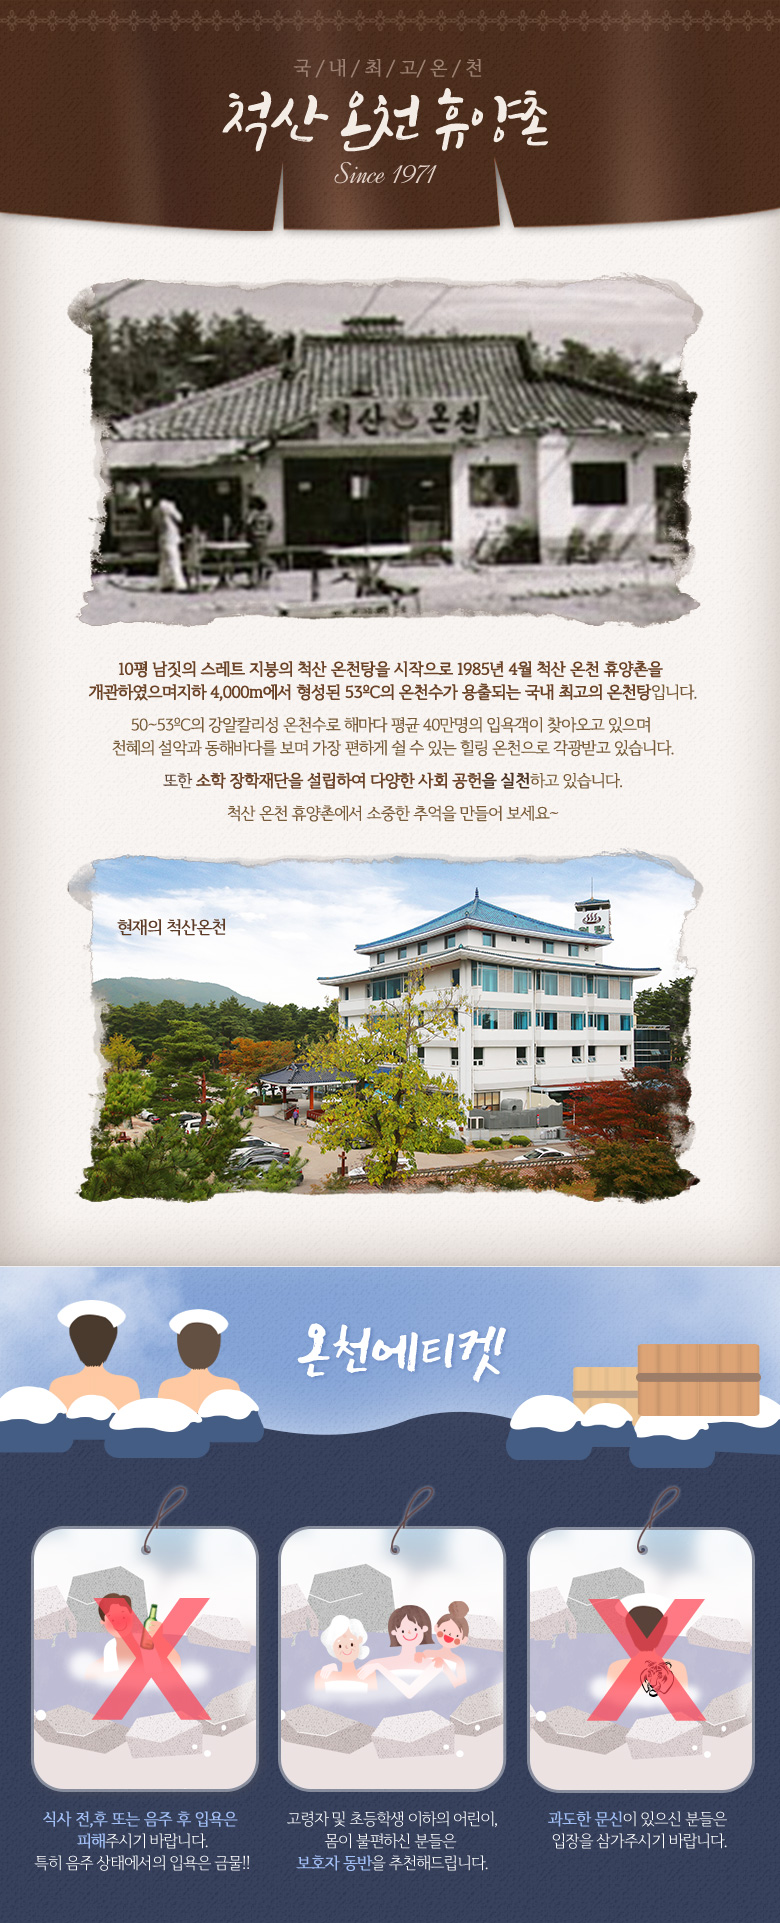 국/내/최/고/온/천
척산 온천 휴양촌
Since 1971
척산 온천
10평 남짓의 스레트 지붕의 척산 온천탕을 시작으로 1985년 4월 척산 온천 휴양촌을
개관하였으며지하 4,000m에서 형성된 53ºC의 온천수가 용출되는 국내 최고의 온천탕입니다.
50~53ºC의 강알칼리성 온천수로 해마다 평균 40만명의 입욕객이 찾아오고 있으며
천혜의 설악과 동해바다를 보며 가장 편하게 쉴 수 있는 힐링 온천으로 각광받고 있습니다.
또한 소학 장학재단을 설립하여 다양한 사회 공헌을 실천하고 있습니다.
척산 온천 휴양촌에서 소중한 추억을 만들어 보세요~
현재의 척산온천
온천에티켓
식사 전,후 또는 음주 후 입욕은
피해주시기 바랍니다.
특히 음주 상태에서의 입욕은 금물!!
고령자 및 초등학생 이하의 어린이,
몸이 불편하신 분들은
보호자 동반을 추천해드립니다.
과도한 문신이 있으신 분들은
입장을 삼가주시기 바랍니다.